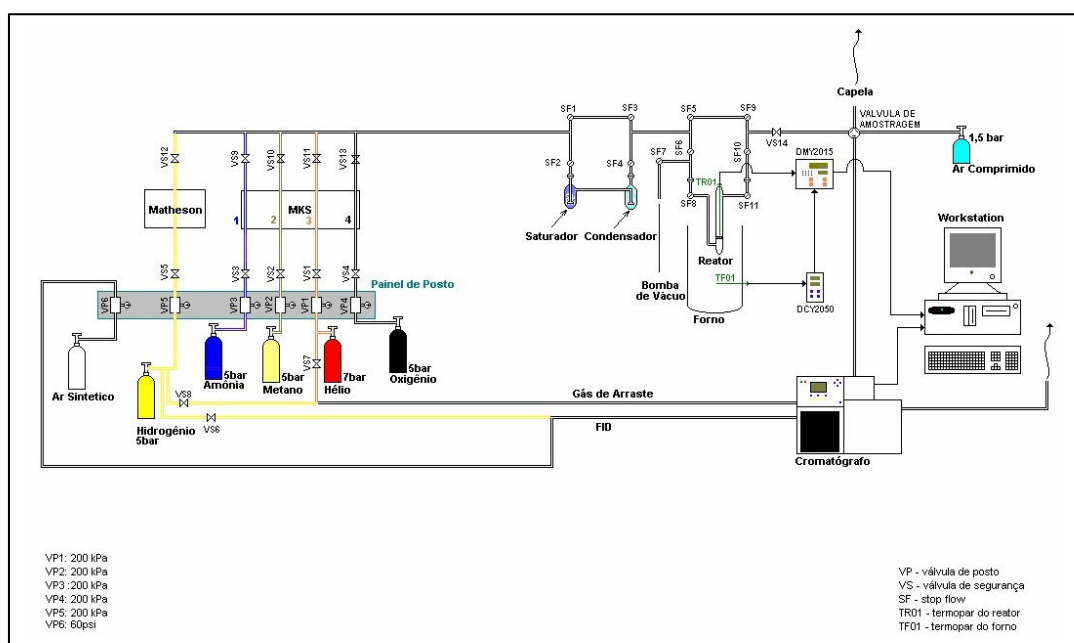 Capela
VALVULA DE
AMOSTRAGEM
SF1
SF3
SF5
SF9
1,5 bar
Ar Comprimido
VS14
VS12
VS9
VS10
VS11
VS13
SF2
SF4
SF7
SF6
SF10
DMY2015
TR01
SF8
SF11
Matheson
MKS
1
2
3
4
Saturador
Condensador
Reator
Workstation
VS5
VS3
VS2
VS1
VS4
Bomba
de Vàcuo
TF01
Forno
DCY2050
Painel de Posto
VP6
VP5
VP3
VP2
VP1
VP4
Ar Sintetico
5bar
Amônia
5bar
Metano
VS7
7bar
Hélio
5bar
Oxigênio
Hidrogênio
5bar
VS8
VS6
Gás de Arraste
FID
Cromatógrafo
VP1: 200 kPa
VP2: 200 kPa
VP3 :200 kPa
VP4: 200 kPa
VP5: 200 kPa
VP6: 60psi
VP - válvula de posto
VS - válvula de segurança
SF - stop flow
TR01 - termopar do reator
TF01 - termopar do forno